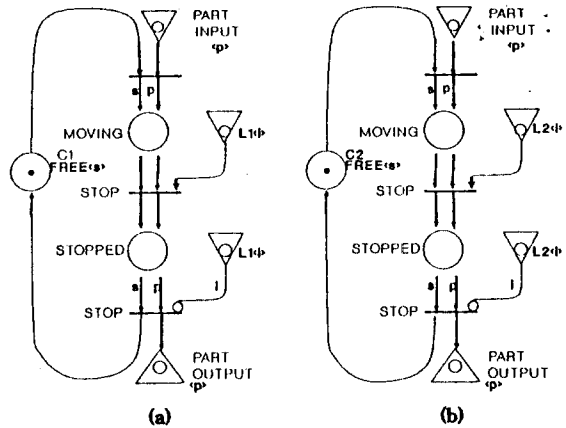 PART
INPUT
‹p›
s p
MOVING
L1‹l›
C1
FREE‹s›
STOP
STOPPED
L1‹l›
s p l
STOP
PART
OUTPUT
‹p›
(a)
PART
INPUT
‹p›
s p
MOVING
L2‹l›
C2
FREE‹s›
STOP
STOPPED
L2‹l›
s p l
STOP
PART
OUTPUT
‹p›
(b)